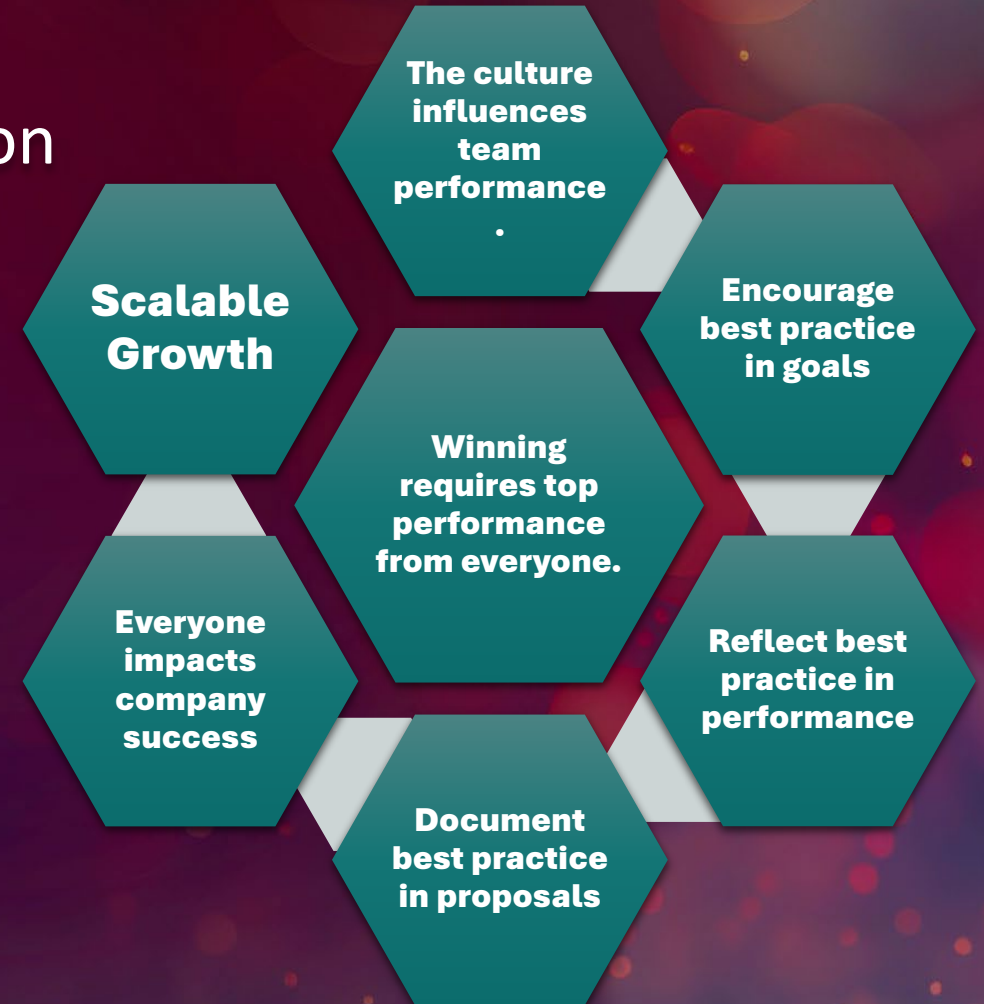 on
The culture
influences
team
performance
.
Encourage
best practice
in goals
Reflect best
practice in
performance
Document
best practice
in proposals
Everyone
impacts
company
success
Scalable
Growth
Winning
requires top
performance
from everyone.